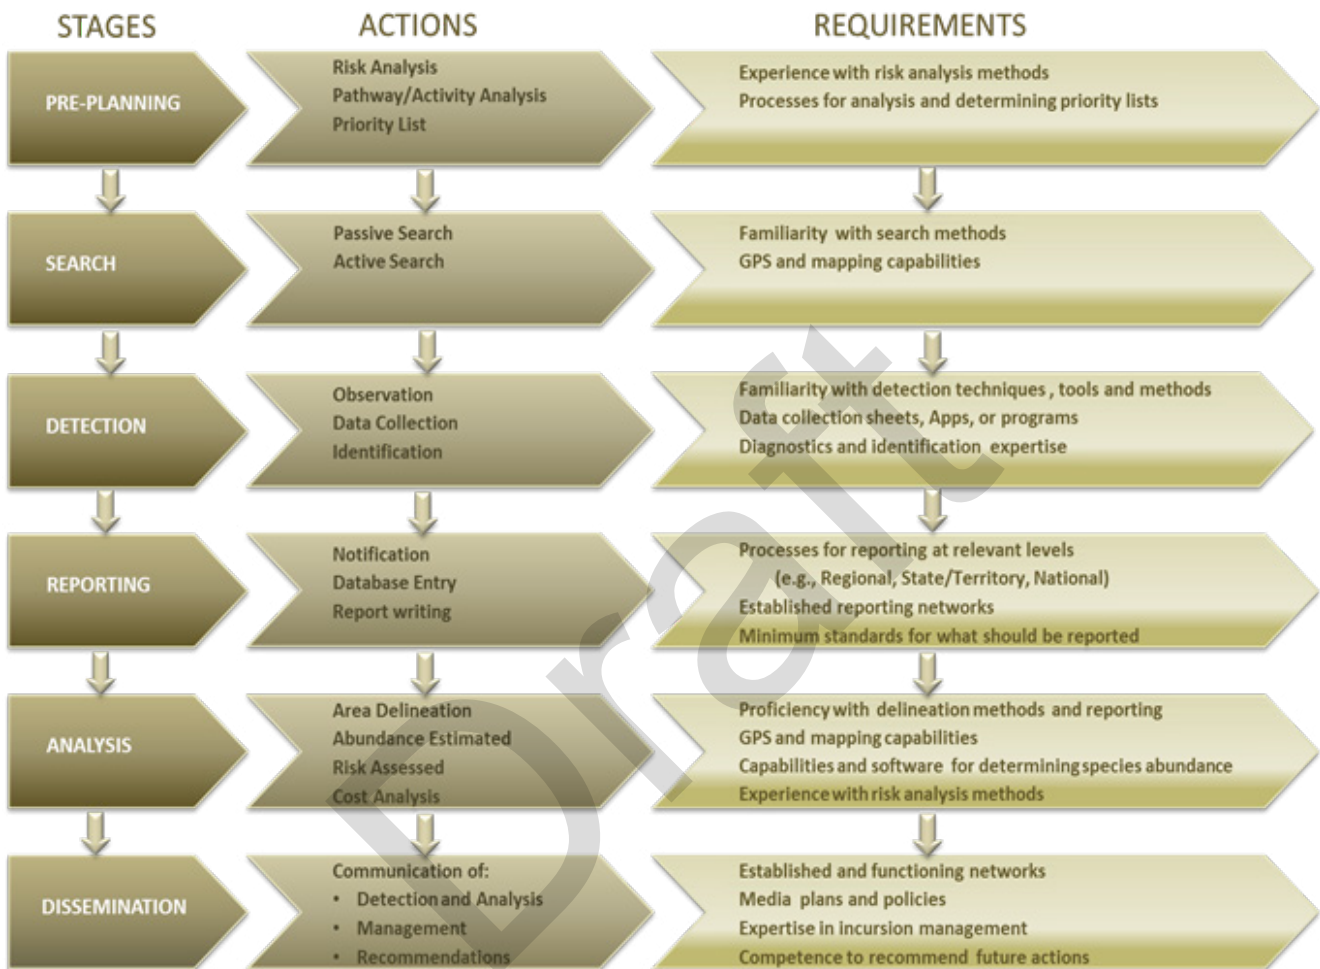 STAGES
ACTIONS
REQUIREMENTS
PRE-PLANNING
Risk Analysis
Pathway/Activity Analysis
Priority List
Experience with risk analysis methods
Processes for analysis and determining priority lists
SEARCH
Passive Search
Active Search
Familiarity with search methods
GPS and mapping capabilities
DETECTION
Observation
Data Collection
Identification
Familiarity with detection techniques , tools and methods
Data collection sheets, Apps, or programs
Diagnostics and identification expertise
REPORTING
Notification
Database Entry
Report writing
Processes for reporting at relevant levels
(e.g., Regional, State/Territory, National)
Established reporting networks
Minimum standards for what should be reported
ANALYSIS
Area Delineation
Abundance Estimated
Risk Assessed
Cost Analysis
Proficiency with delineation methods and reporting
GPS and mapping capabilities
Capabilities and software for determining species abundance
Experience with risk analysis methods
DISSEMINATION
Communication of:
• Detection and Analysis
• Management
• Recommendations
Established and functioning networks
Media plans and policies
Expertise in incursion management
Competence to recommend future actions
Draft